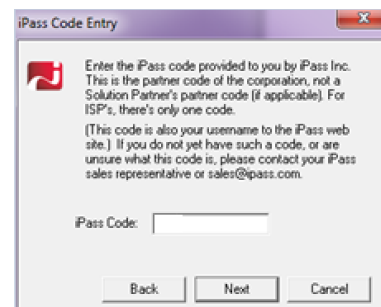 iPass Code Entry
Enter the iPass code provided to you by iPass Inc.
This is the partner code of the corporation, not a
Solution Partner's partner code (if applicable). For
ISP's, there's only one code.
(This code is also your username to the iPass web
site.) If you do not yet have such a code, or are
unsure what this code is, please contact your iPass
sales representative or sales@ipass.com.
iPass Code:
Back Next Cancel